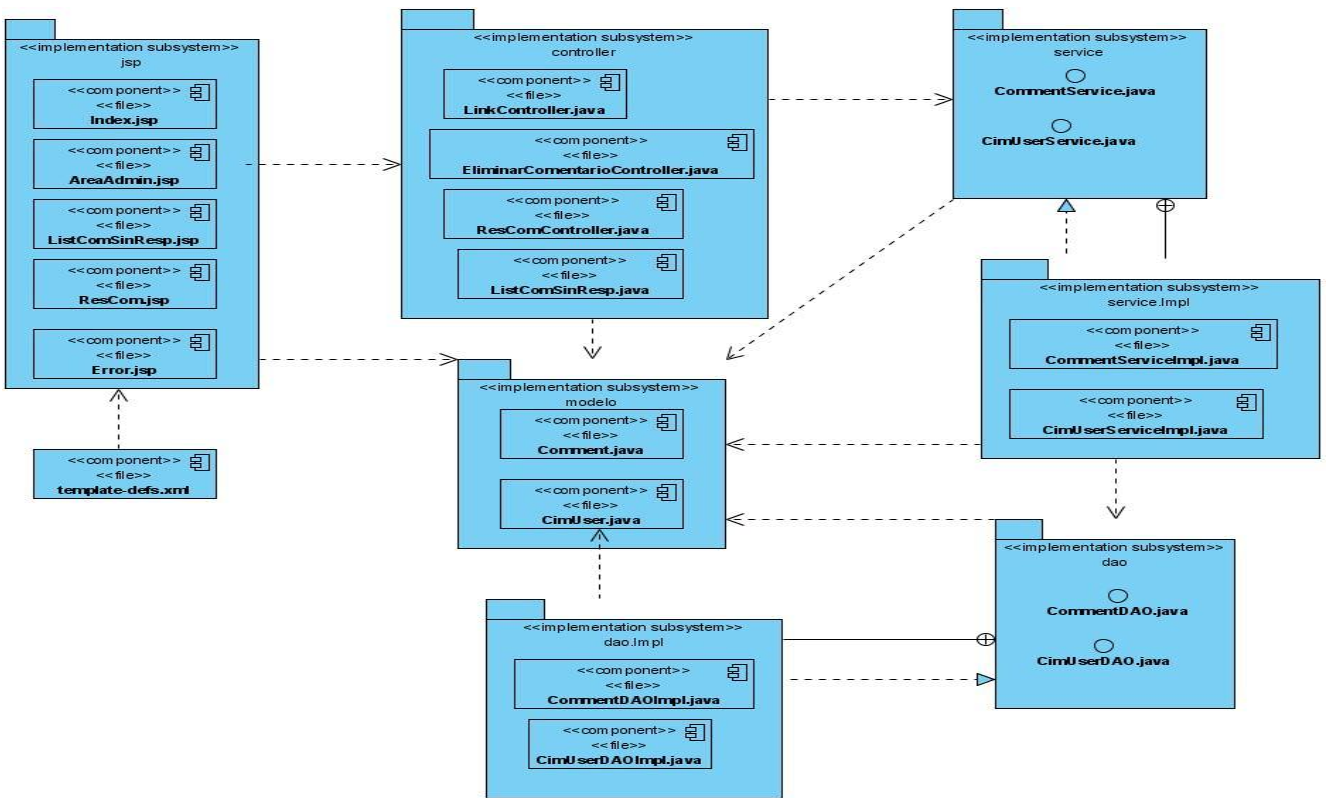 <<implementation subsystem>>
jsp
<<component>>
<<file>>
Index.jsp
<<component>>
<<file>>
AreaAdmin.jsp
<<component>>
<<file>>
ListComSinResp.jsp
<<component>>
<<file>>
ResCom.jsp
<<component>>
<<file>>
Error.jsp
<<component>>
<<file>>
template-defs.xml
<<implementation subsystem>>
controller
<<component>>
<<file>>
LinkController.java
<<component>>
<<file>>
EliminarComentarioController.java
<<component>>
<<file>>
ResComController.java
<<component>>
<<file>>
ListComSinResp.java
<<implementation subsystem>>
service
CommentService.java
CimUserService.java
<<implementation subsystem>>
service.Impl
<<component>>
<<file>>
CommentServiceImpl.java
<<component>>
<<file>>
CimUserServiceImpl.java
<<implementation subsystem>>
modelo
<<component>>
<<file>>
Comment.java
<<component>>
<<file>>
CimUser.java
<<implementation subsystem>>
dao
CommentDAO.java
CimUserDAO.java
<<implementation subsystem>>
dao.Impl
<<component>>
<<file>>
CommentDAOImpl.java
<<component>>
<<file>>
CimUserDAOImpl.java